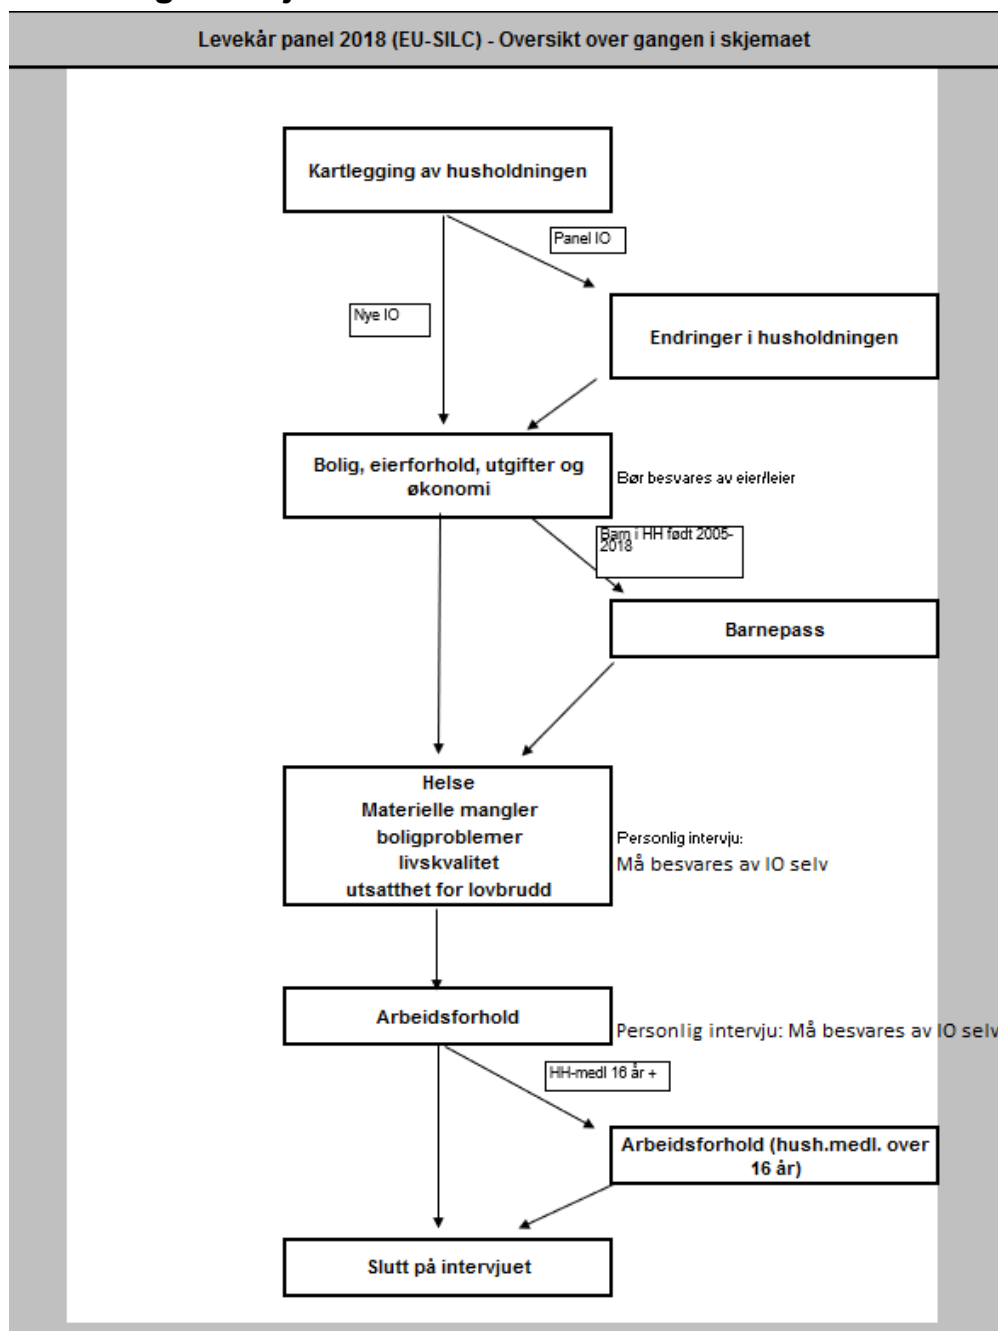 Levekår panel 2018 (EU-SILC) - Oversikt over gangen i skjemaet
Kartlegging av husholdningen
Panel IO
Nye IO
Endringer i husholdningen
Bolig, eierforhold, utgifter og
økonomi
Bør besvares av eier/leier
Barn i HH født 2005-
2018
Barnepass
Helse
Materielle mangler
boligproblemer
livskvalitet
utsatthet for lovbrudd
Personlig intervju:
Må besvares av IO selv
Arbeidsforhold
Personlig intervju: Må besvares av IO selv
HH-medl 16 år +
Arbeidsforhold (hush.medl. over
16 år)
Slutt på intervjuet